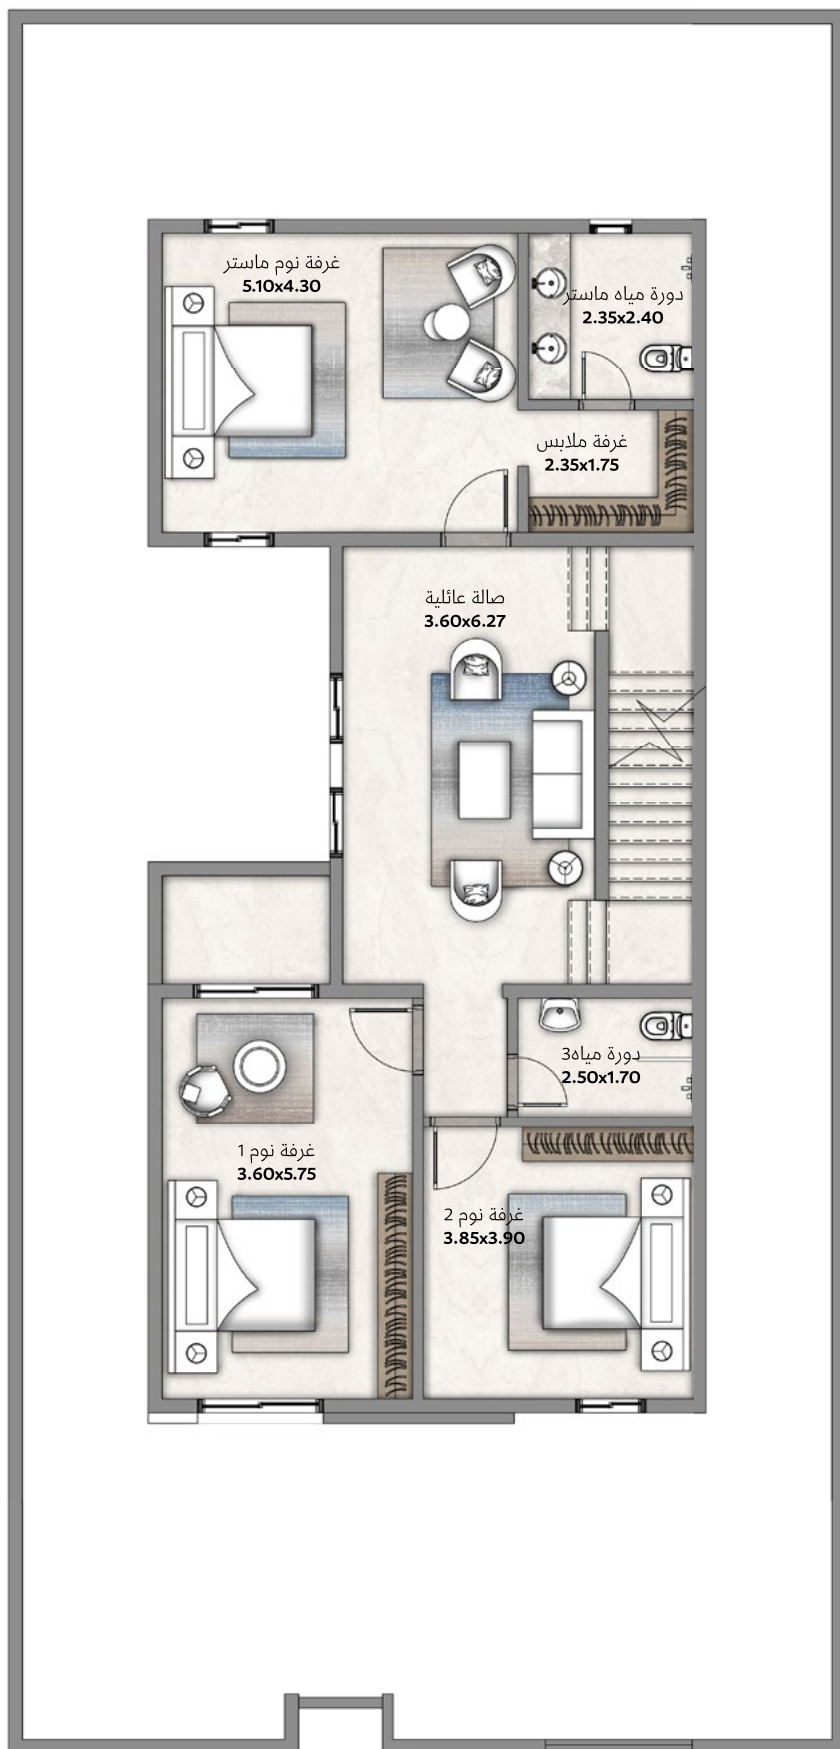 غرفة نوم ماستر
5.10x4.30
دورة مياه ماستر
2.35x2.40
غرفة ملابس
2.35x1.75
صالة عائلية
3.60x6.27
دورة مياه3
2.50x1.70
غرفة نوم 1
3.60x5.75
غرفة نوم 2
3.85x3.90